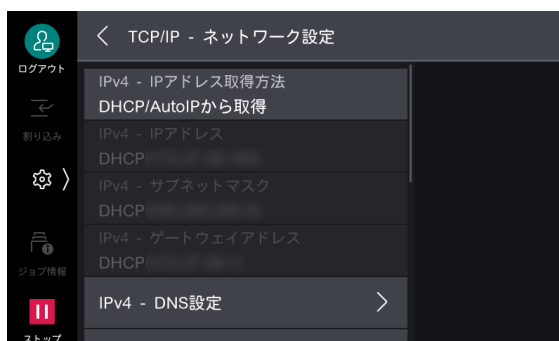 TCP/IP - ネットワーク設定
ログアウト
IPv4 - IPアドレス取得方法
DHCP/AutoIPから取得
割り込み
IPv4 - IPアドレス
DHCP
IPv4 - サブネットマスク
DHCP
IPv4 - ゲートウェイアドレス
DHCP
ジョブ情報
IPv4 - DNS設定
ストップ